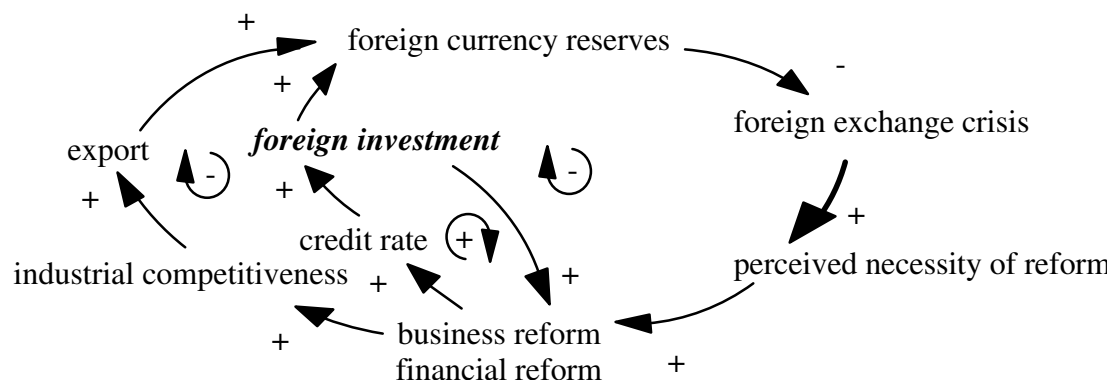 +
foreign currency reserves
-
+
foreign exchange crisis
foreign investment
export
-
-
+
+
+
credit rate
+
industrial competitiveness
+
+
perceived necessity of reform
business reform
financial reform
+
+